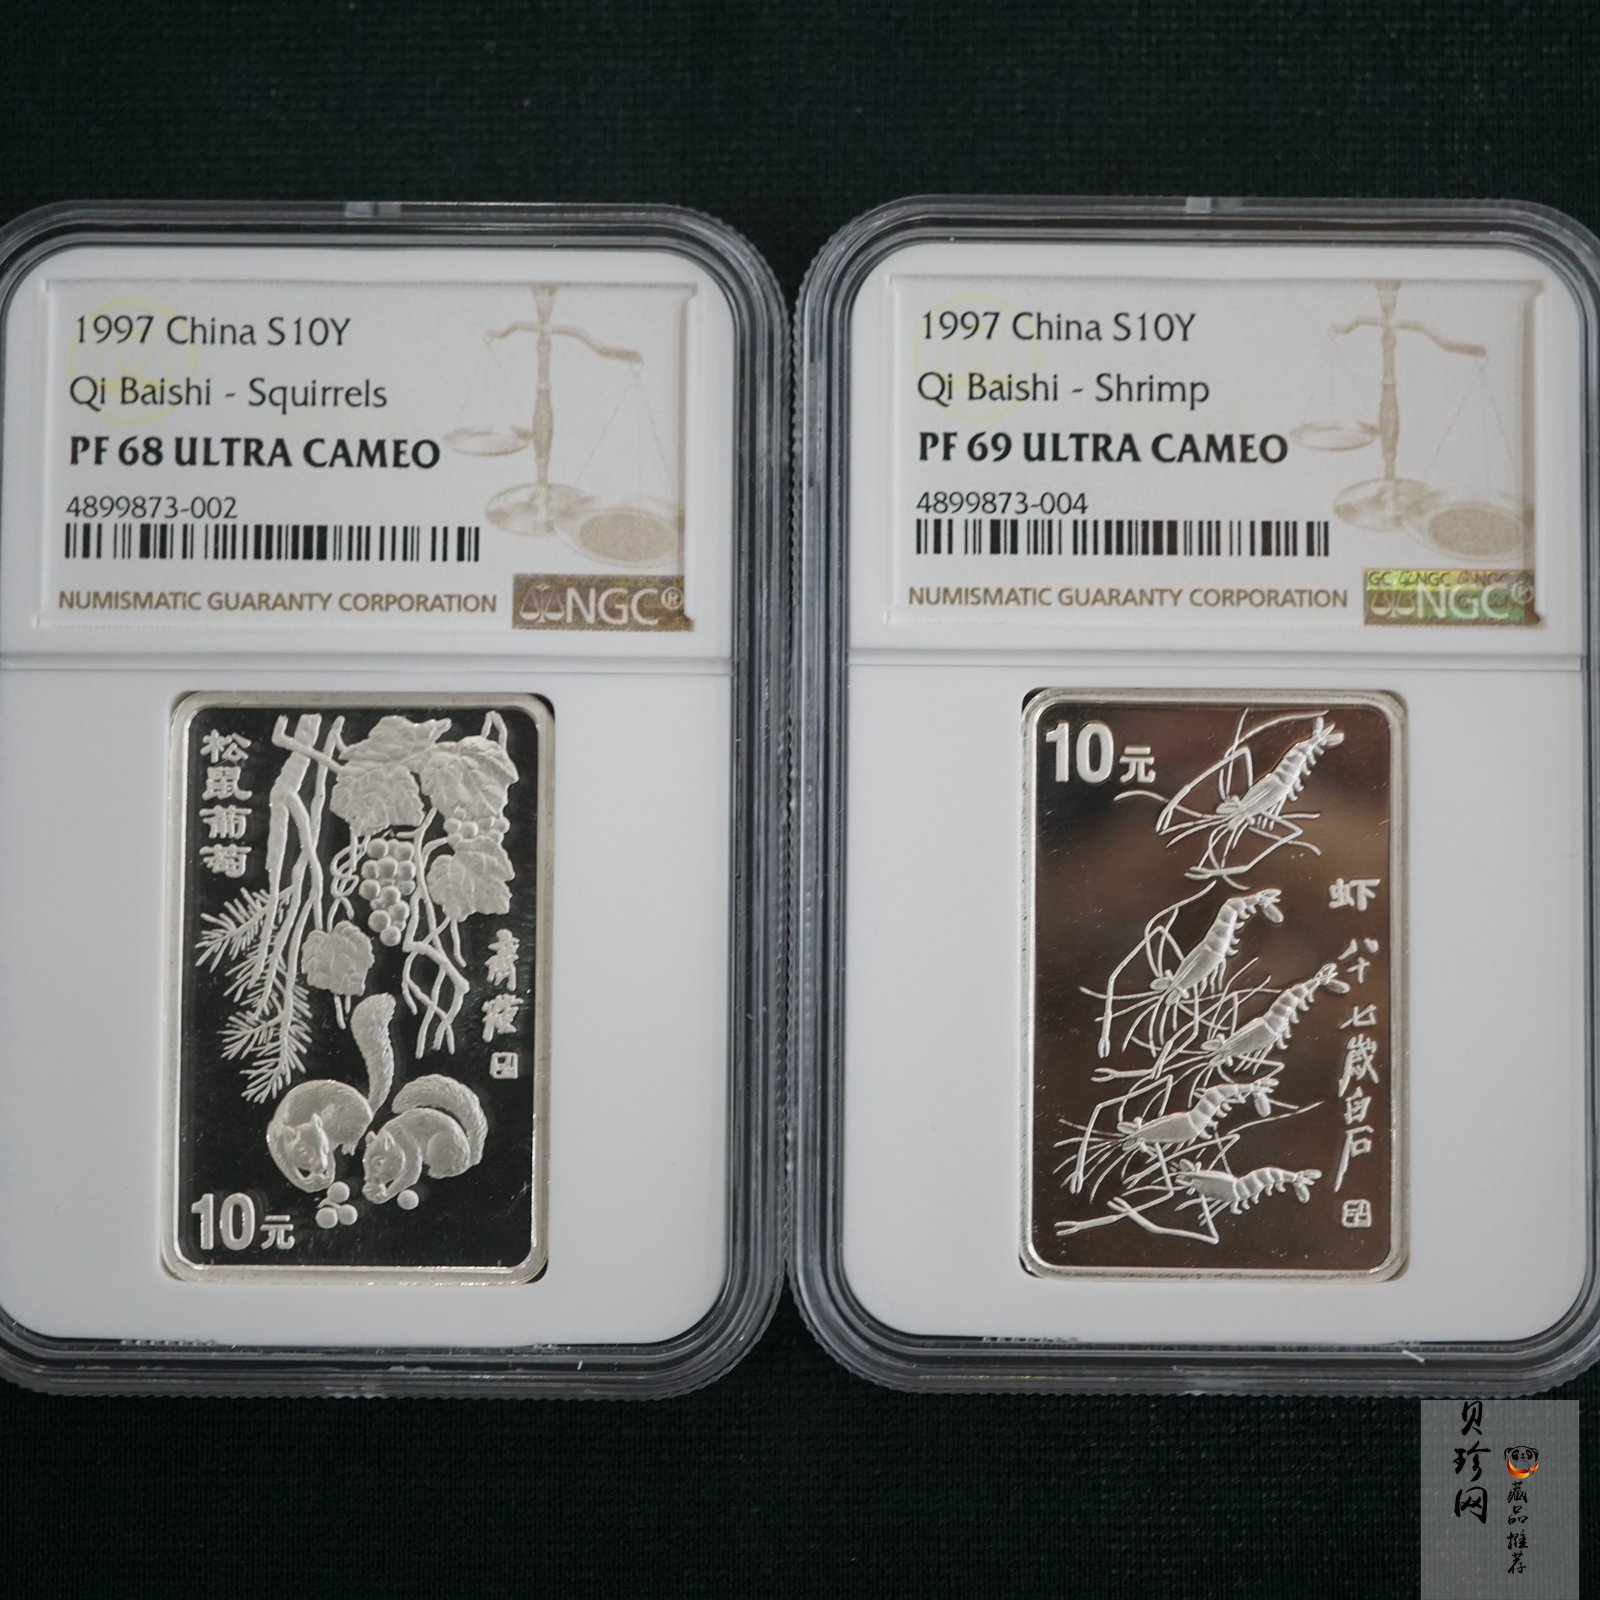 1997 China S10Y
Qi Baishi - Squirrels
PF 68 ULTRA CAMEO
4899873-002
NUMISMATIC GUARANTY CORPORATION
NGC®
松鼠葡萄
10元
1997 China S10Y
Qi Baishi - Shrimp
PF 69 ULTRA CAMEO
4899873-004
NUMISMATIC GUARANTY CORPORATION
NGC®
10元
虾
八十七歲白石
贝珍网
藏品推荐